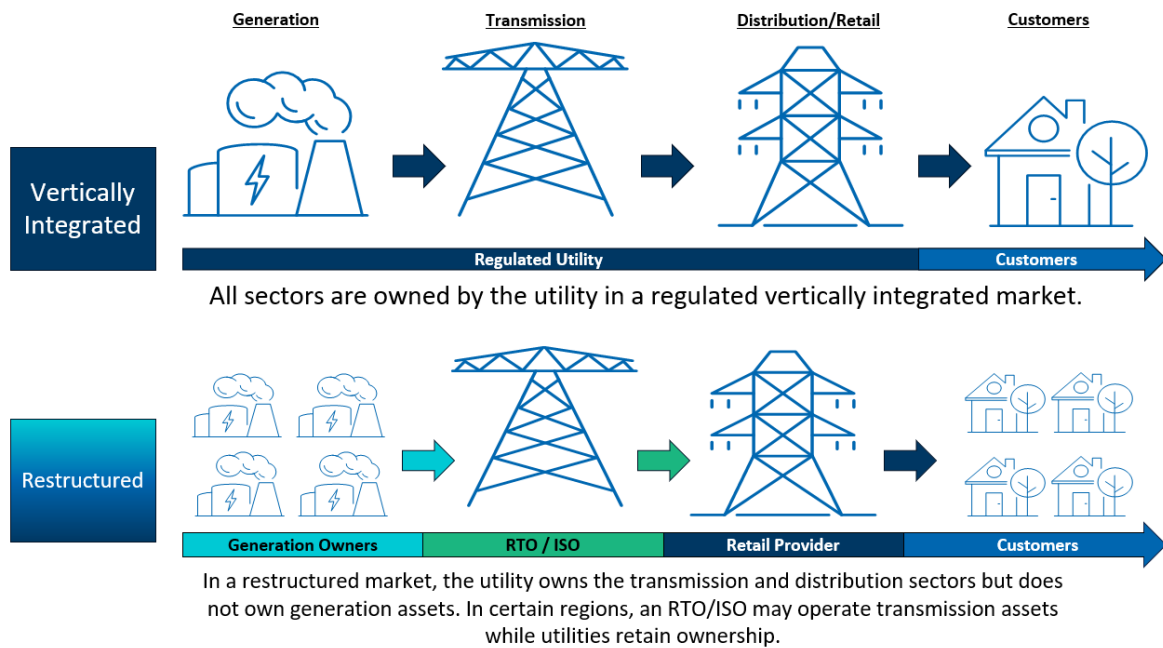 Generation
Transmission
Distribution/Retail
Customers
Vertically
Integrated
Regulated Utility
Customers
All sectors are owned by the utility in a regulated vertically integrated market.
Restructured
Generation Owners
RTO / ISO
Retail Provider
Customers
In a restructured market, the utility owns the transmission and distribution sectors but does
not own generation assets. In certain regions, an RTO/ISO may operate transmission assets
while utilities retain ownership.